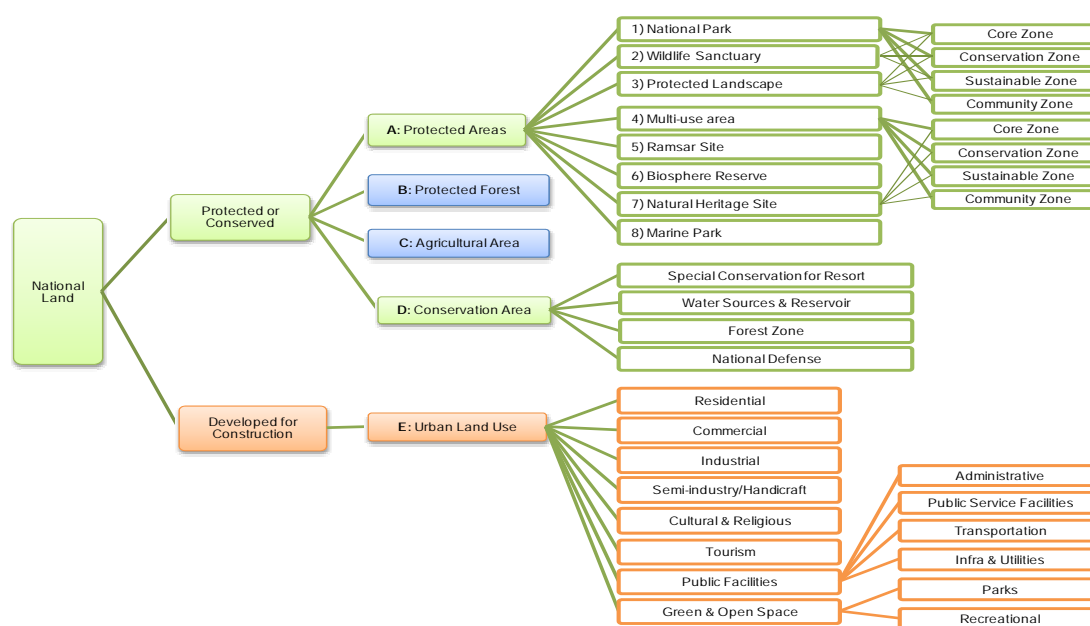 National
Land
Protected or
Conserved
Developed for
Construction
A: Protected Areas
B: Protected Forest
C: Agricultural Area
D: Conservation Area
E: Urban Land Use
1) National Park
2) Wildlife Sanctuary
3) Protected Landscape
4) Multi-use area
5) Ramsar Site
6) Biosphere Reserve
7) Natural Heritage Site
8) Marine Park
Core Zone
Conservation Zone
Sustainable Zone
Community Zone
Core Zone
Conservation Zone
Sustainable Zone
Community Zone
Special Conservation for Resort
Water Sources & Reservoir
Forest Zone
National Defense
Residential
Commercial
Industrial
Semi-industry/Handicraft
Cultural & Religious
Tourism
Public Facilities
Green & Open Space
Administrative
Public Service Facilities
Transportation
Infra & Utilities
Parks
Recreational